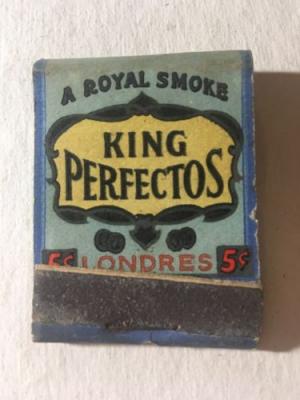 A ROYAL SMOKE
KING
PERFECTOS
5¢ LONDRES 5¢